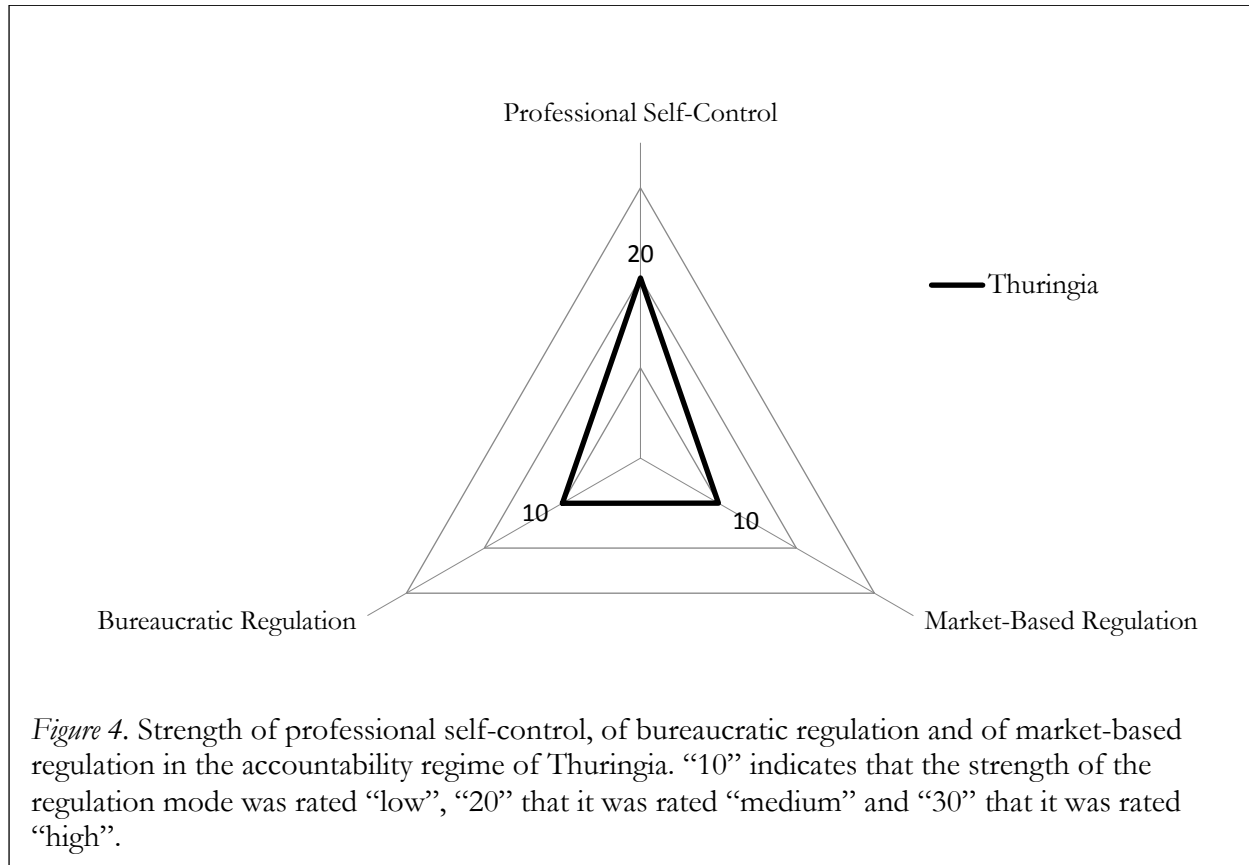 Professional Self-Control
20
Thuringia
10
10
Bureaucratic Regulation
Market-Based Regulation
Figure 4. Strength of professional self-control, of bureaucratic regulation and of market-based
regulation in the accountability regime of Thuringia. “10” indicates that the strength of the
regulation mode was rated “low”, “20” that it was rated “medium” and “30” that it was rated
“high”.